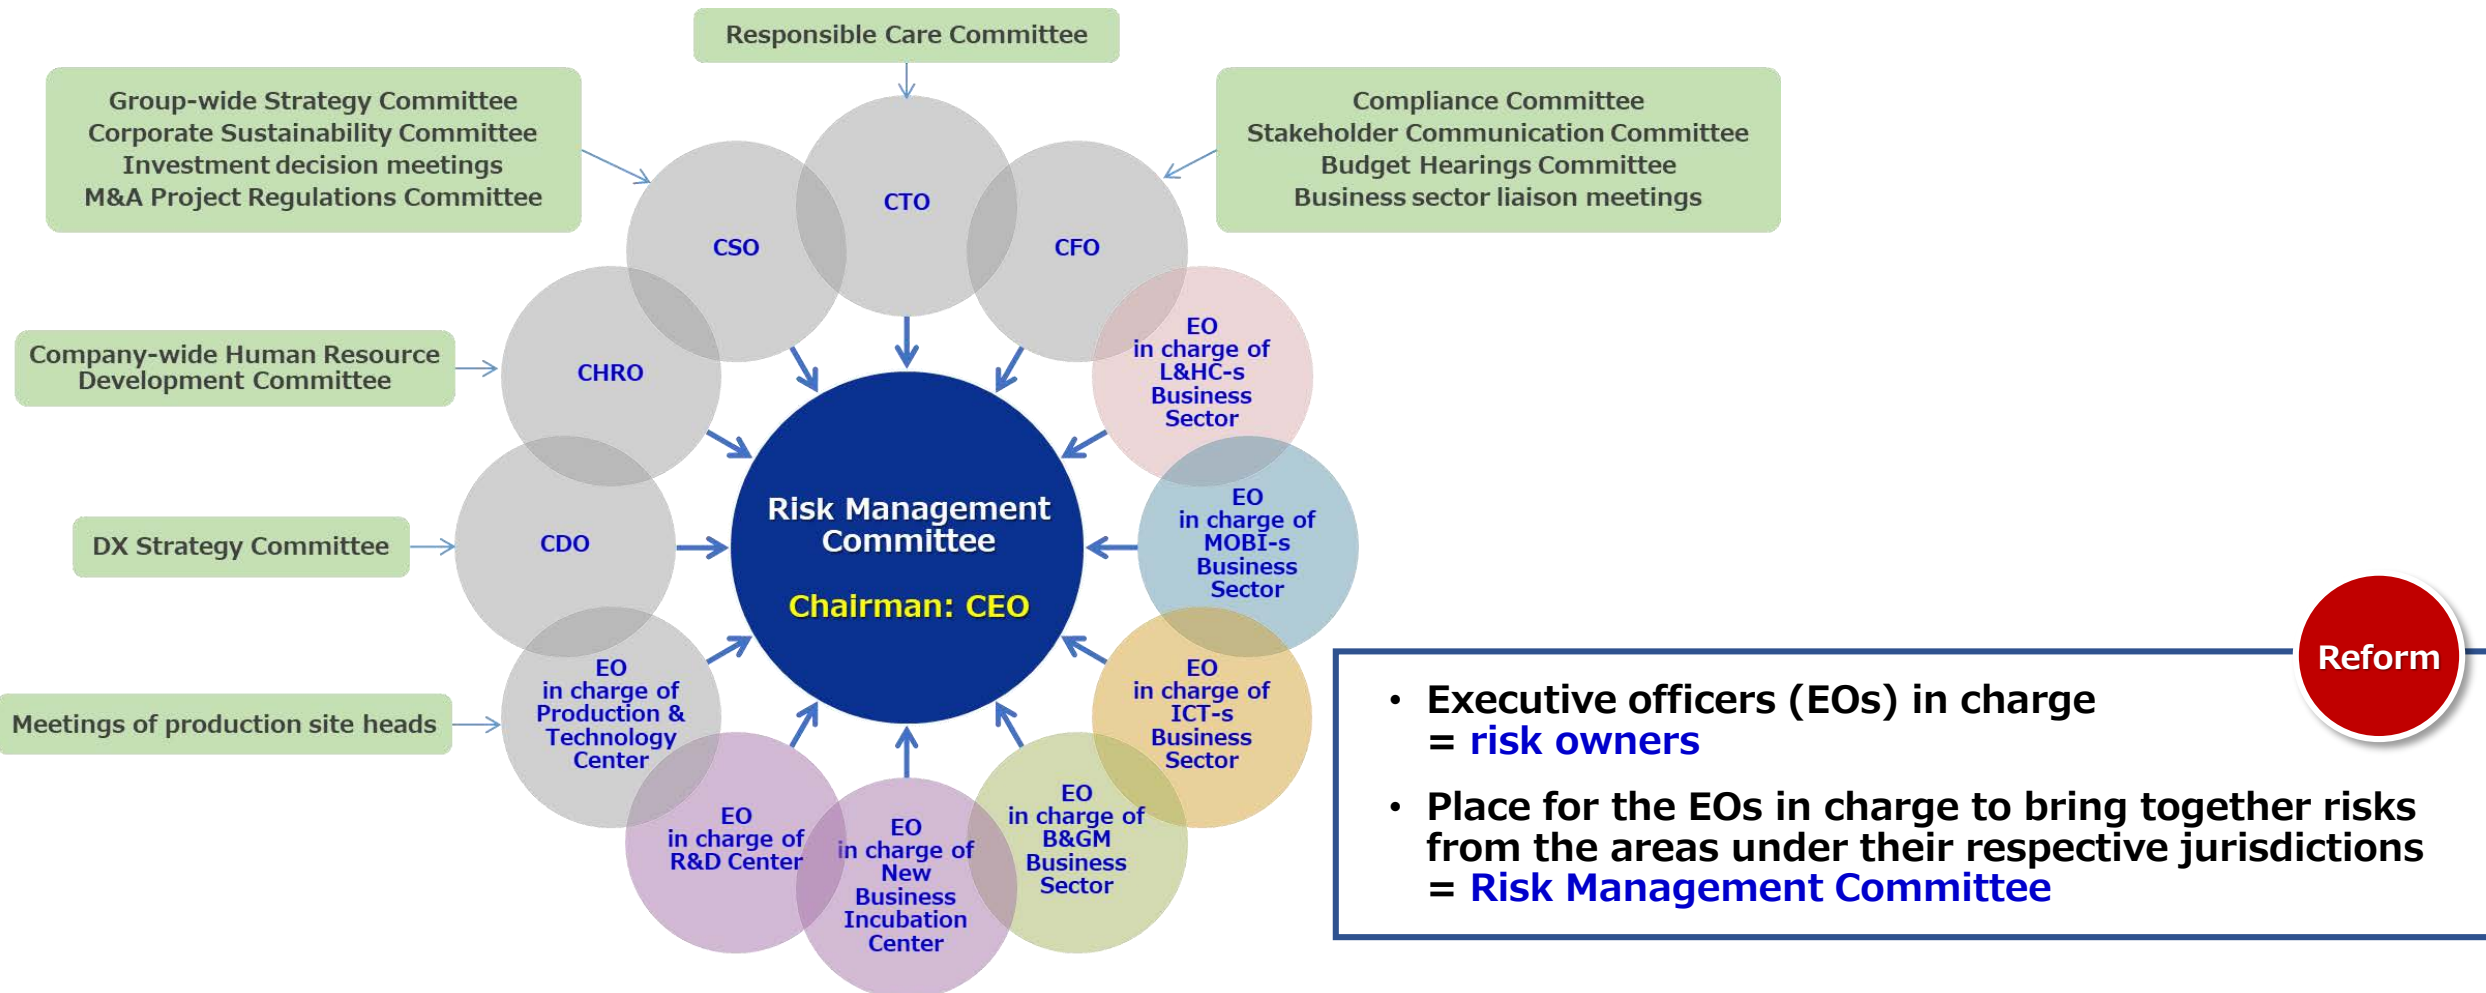 Responsible Care Committee
Group-wide Strategy Committee
Corporate Sustainability Committee
Investment decision meetings
M&A Project Regulations Committee
Compliance Committee
Stakeholder Communication Committee
Budget Hearings Committee
Business sector liaison meetings
CTO
CSO
CFO
Company-wide Human Resource
Development Committee
CHRO
EO
in charge of
L&HC-s
Business
Sector
DX Strategy Committee
CDO
Risk Management
Committee
Chairman: CEO
EO
in charge of
MOBI-s
Business
Sector
Meetings of production site heads
EO
in charge of
Production &
Technology
Center
EO
in charge of
ICT-s
Business
Sector
EO
in charge of
R&D Center
EO
in charge of
New
Business
Incubation
Center
EO
in charge of
B&GM
Business
Sector
Reform
• Executive officers (EOs) in charge
= risk owners
• Place for the EOs in charge to bring together risks
from the areas under their respective jurisdictions
= Risk Management Committee